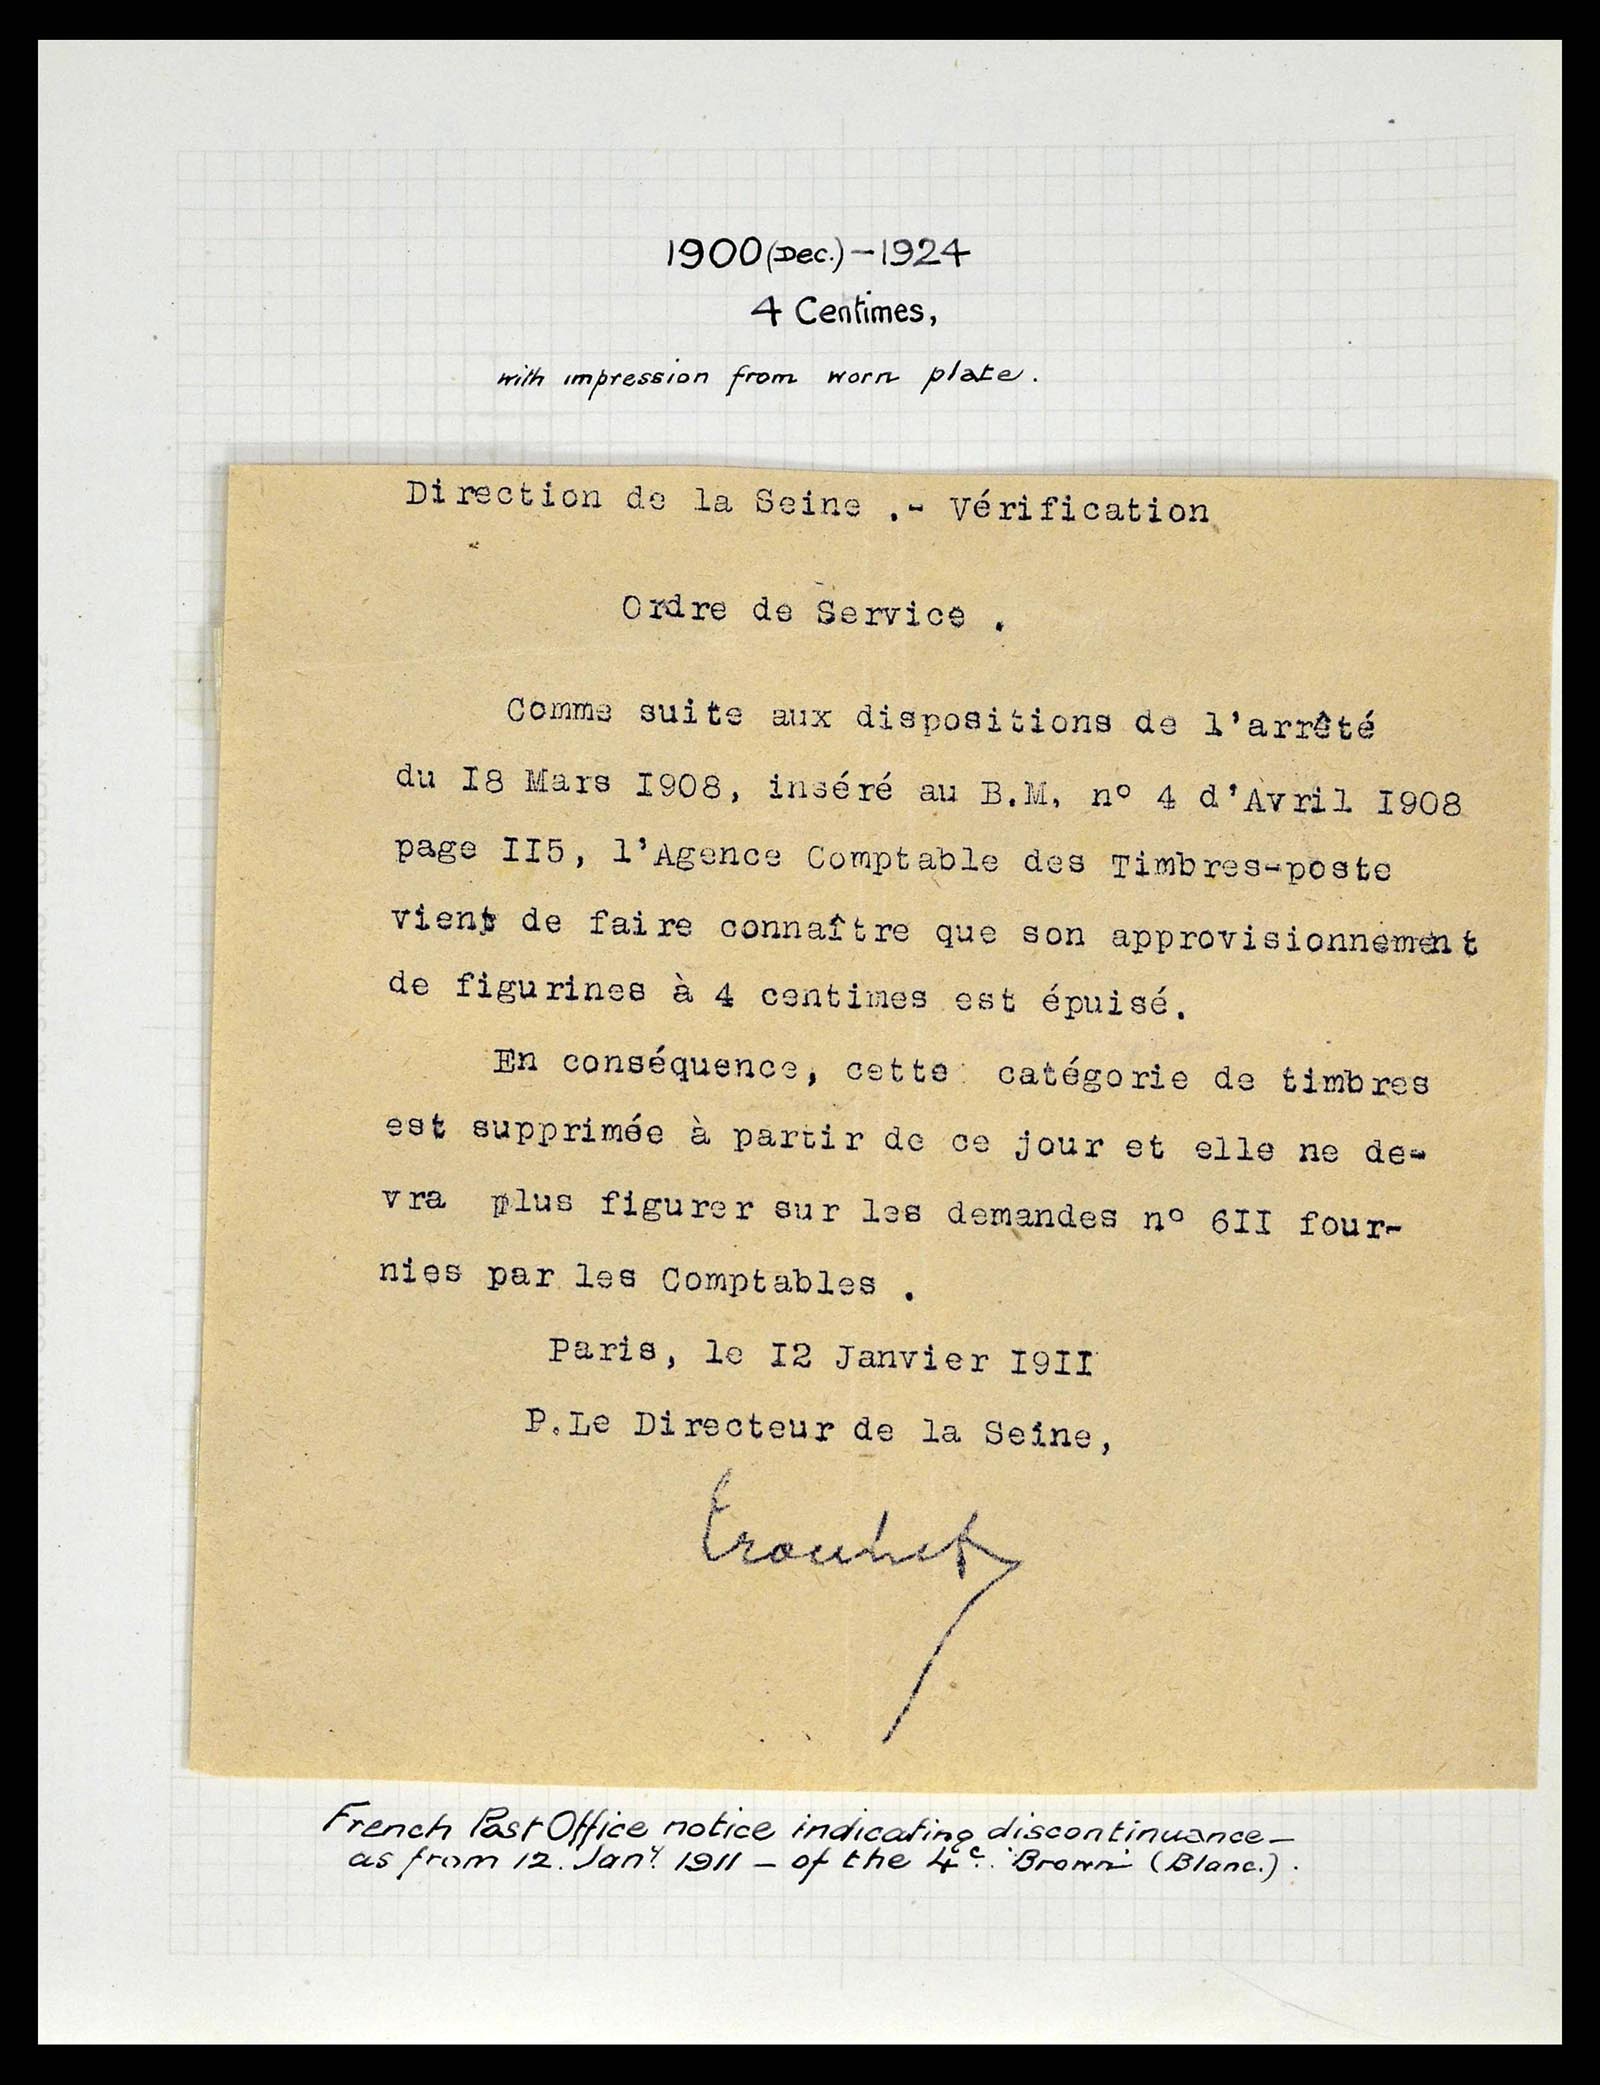 1900 (Dec.) – 1924
4 Centimes,
with impression from worn plate.
Direction de la Seine .- Vérification
Ordre de Service .
Comme suite aux dispositions de l'arrêté
du I8 Mars I908, inséré au B.M. nº 4 d'Avril I908
page II5, l'Agence Comptable des Timbres-poste
vient de faire connaître que son approvisionnement
de figurines à 4 centimes est épuisé.
En conséquence, cette catégorie de timbres
est supprimée à partir de ce jour et elle ne de-
vra plus figurer sur les demandes nº 6II four-
nies par les Comptables .
Paris, le I2 Janvier I9II
P.Le Directeur de la Seine,
French Post Office notice indicating discontinuance –
as from 12. Jany. 1911 – of the 4c. "Brown" (Blanc.).